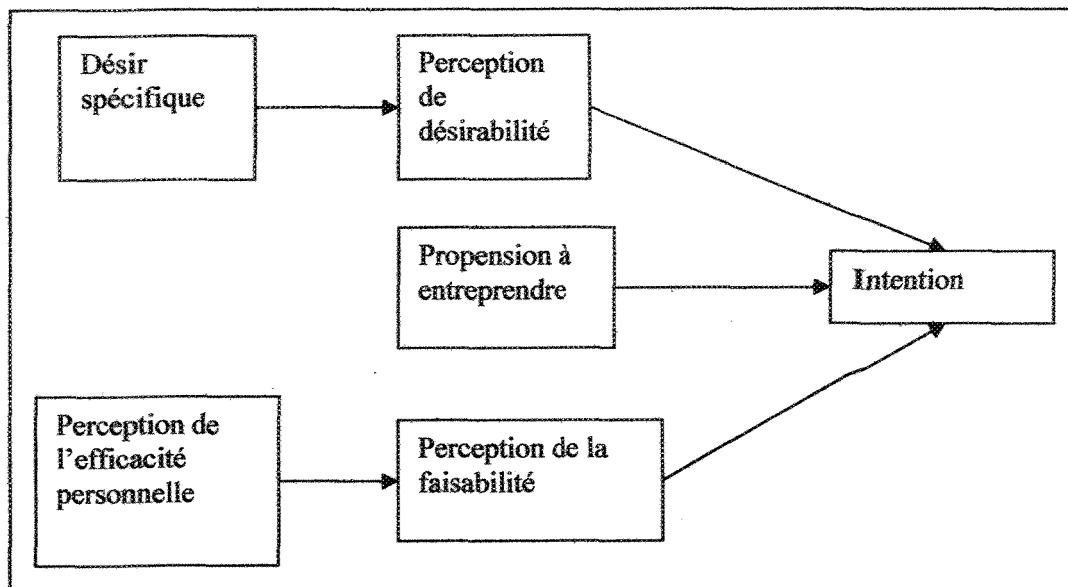 Désir
spécifique
Perception
de
désirabilité
Propension à
entreprendre
Intention
Perception de
l'efficacité
personnelle
Perception de la
faisabilité